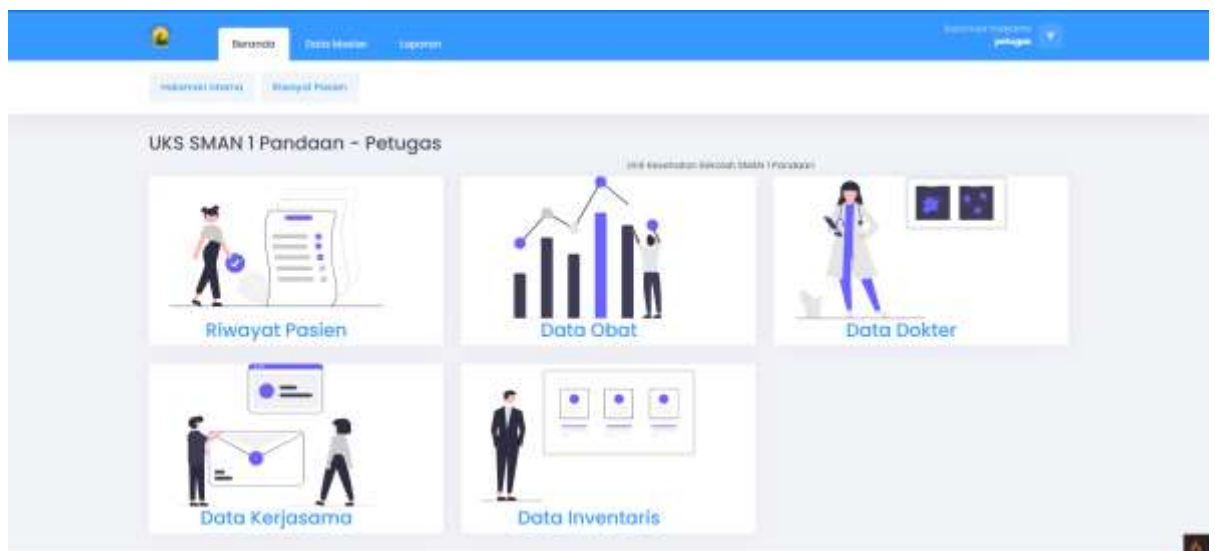 Beranda Data Master Laporan
petugas
Halaman Utama Riwayat Pasien
UKS SMAN 1 Pandaan - Petugas
Unit Kesehatan Sekolah SMAN 1 Pandaan
Riwayat Pasien Data Obat Data Dokter
Data Kerjasama Data Inventaris